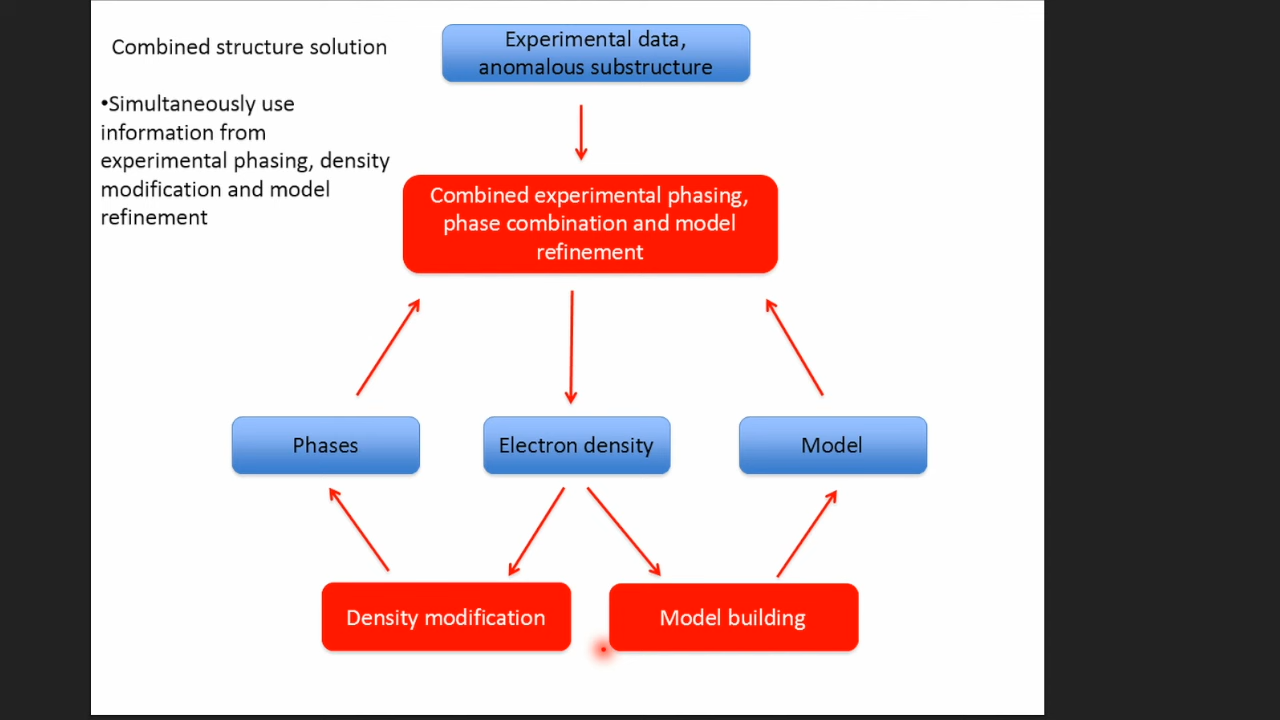 Combined structure solution
Experimental data,
anomalous substructure
•Simultaneously use
information from
experimental phasing, density
modification and model
refinement
Combined experimental phasing,
phase combination and model
refinement
Phases
Electron density
Model
Density modification
Model building